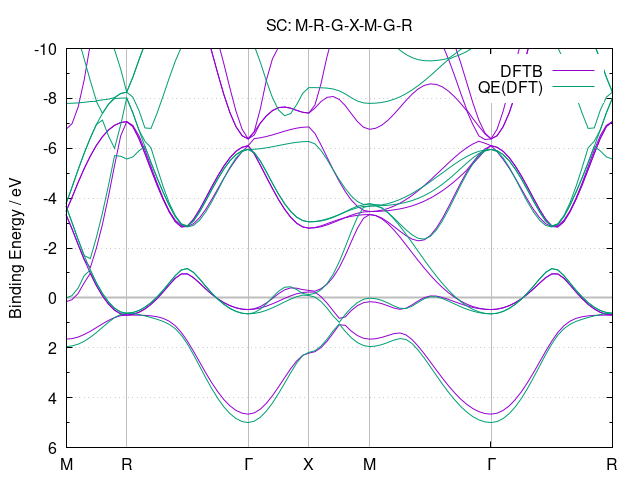 SC: M-R-G-X-M-G-R
-10
DFTB
QE(DFT)
-8
-6
-4
-2
0
2
4
6
Binding Energy / eV
M R Γ X M Γ R